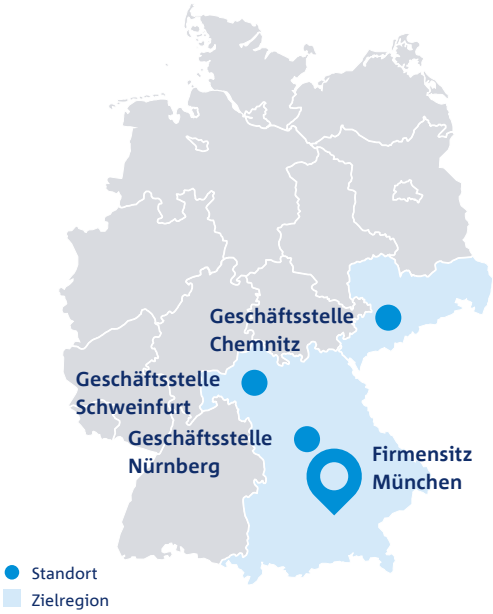 Geschäftsstelle
Chemnitz
Geschäftsstelle
Schweinfurt
Geschäftsstelle
Nürnberg
Firmensitz
München
Standort
Zielregion